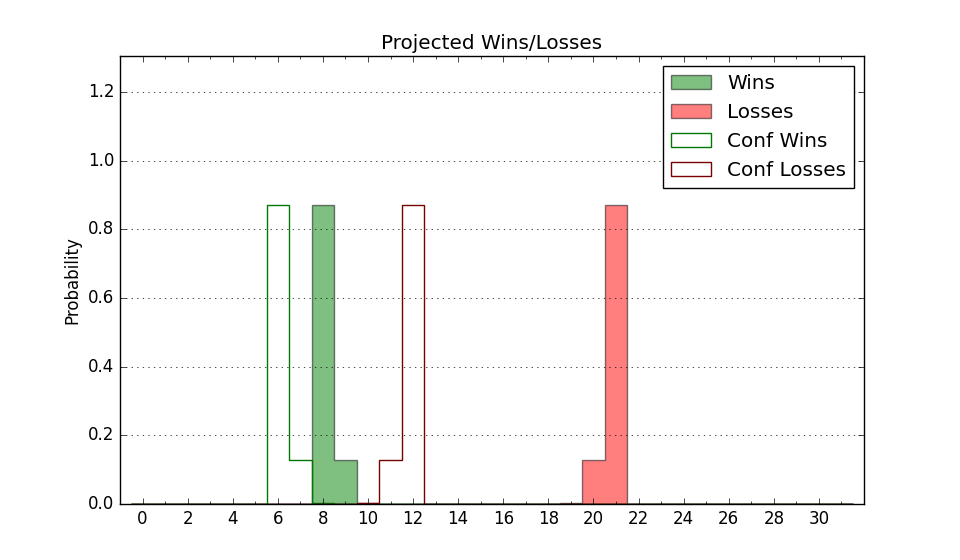 Projected Wins/Losses
Wins
Losses
Conf Wins
Conf Losses
Probability
1.2
1.0
0.8
0.6
0.4
0.2
0.0
0 2 4 6 8 10 12 14 16 18 20 22 24 26 28 30